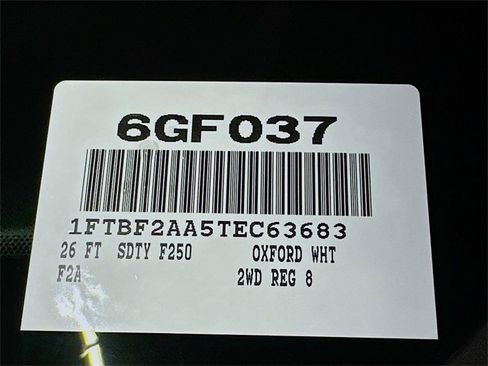 6GF037
1FTBF2AA5TEC63683
26 FT SDTY F250 OXFORD WHT
F2A 2WD REG 8